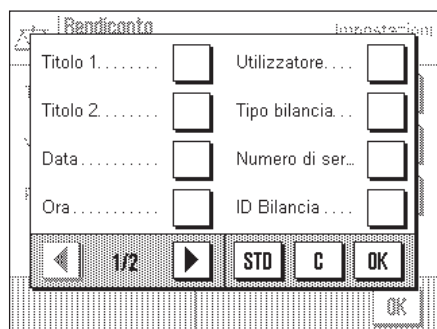 Rendiconto Impostazioni
Titolo 1........ Utilizzatore....
Titolo 2........ Tipo bilancia...
Data.......... Numero di ser...
Ora........... ID Bilancia....
1/2 STD C OK
OK